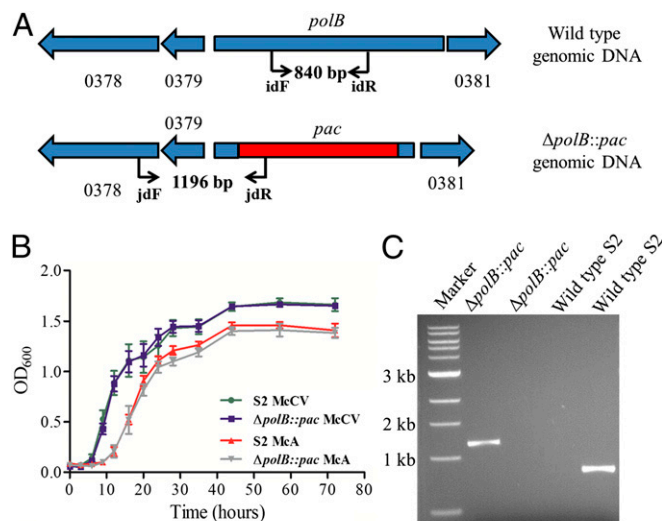 A
polB
Wild type
genomic DNA
840 bp
idF
idR
0378
0379
0381
0379
pac
ΔpolB::pac
genomic DNA
0378
1196 bp
jdF
jdR
0381
B
OD600
2.0
1.5
1.0
0.5
0.0
0 10 20 30 40 50 60 70 80
Time (hours)
S2 McCV
ΔpolB::pac McCV
S2 McA
ΔpolB::pac McA
C
Marker
ΔpolB::pac
ΔpolB::pac
Wild type S2
Wild type S2
3 kb
2 kb
1 kb